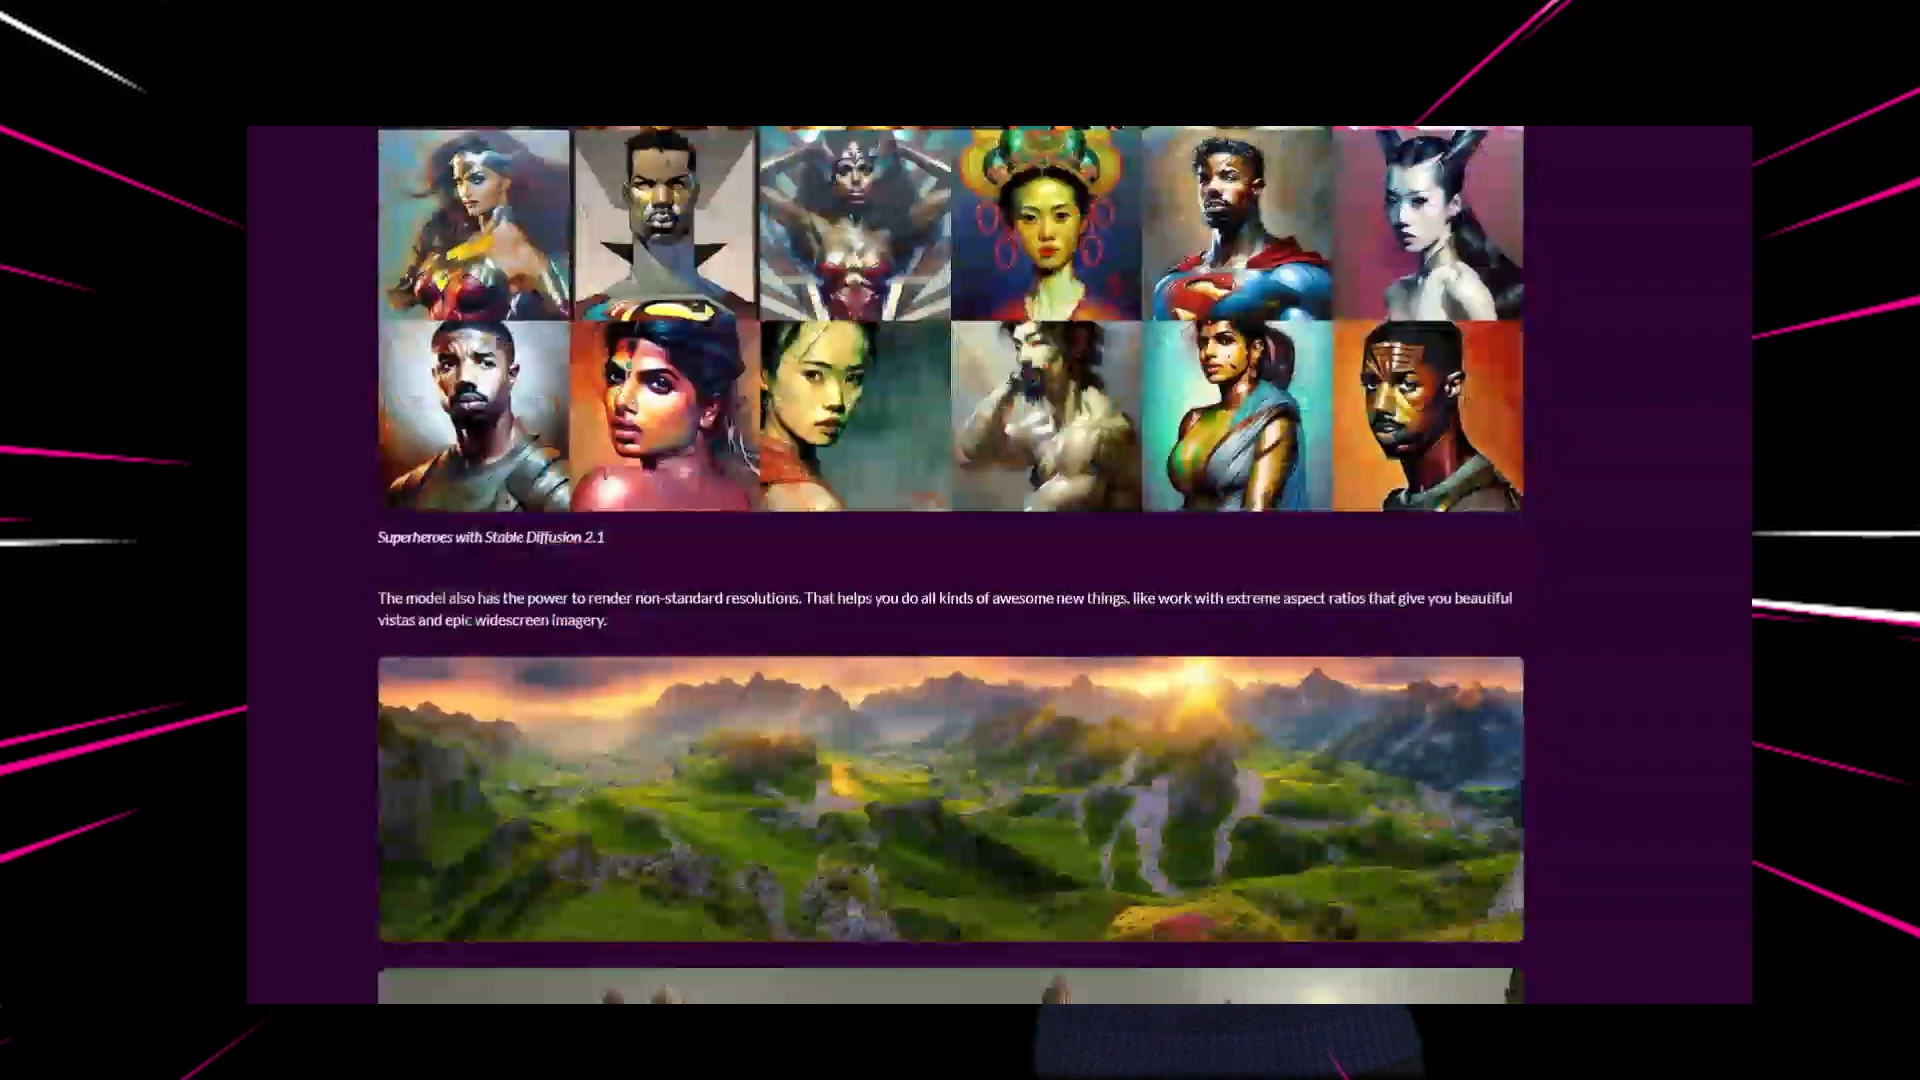 Superheroes with Stable Diffusion 2.1
The model also has the power to render non-standard resolutions. That helps you do all kinds of awesome new things, like work with extreme aspect ratios that give you beautiful
vistas and epic widescreen imagery.